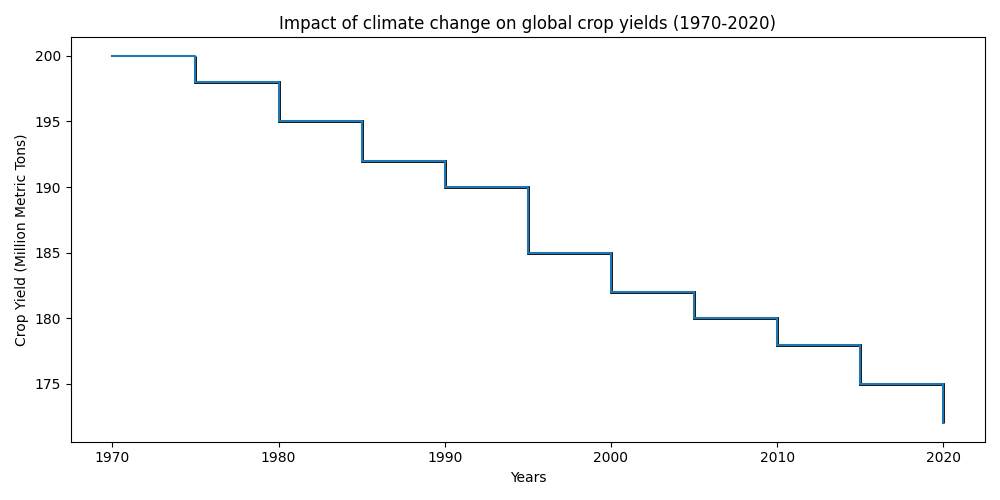 Impact of climate change on global crop yields (1970-2020)
Crop Yield (Million Metric Tons)
200
195
190
185
180
175
1970 1980 1990 2000 2010 2020
Years